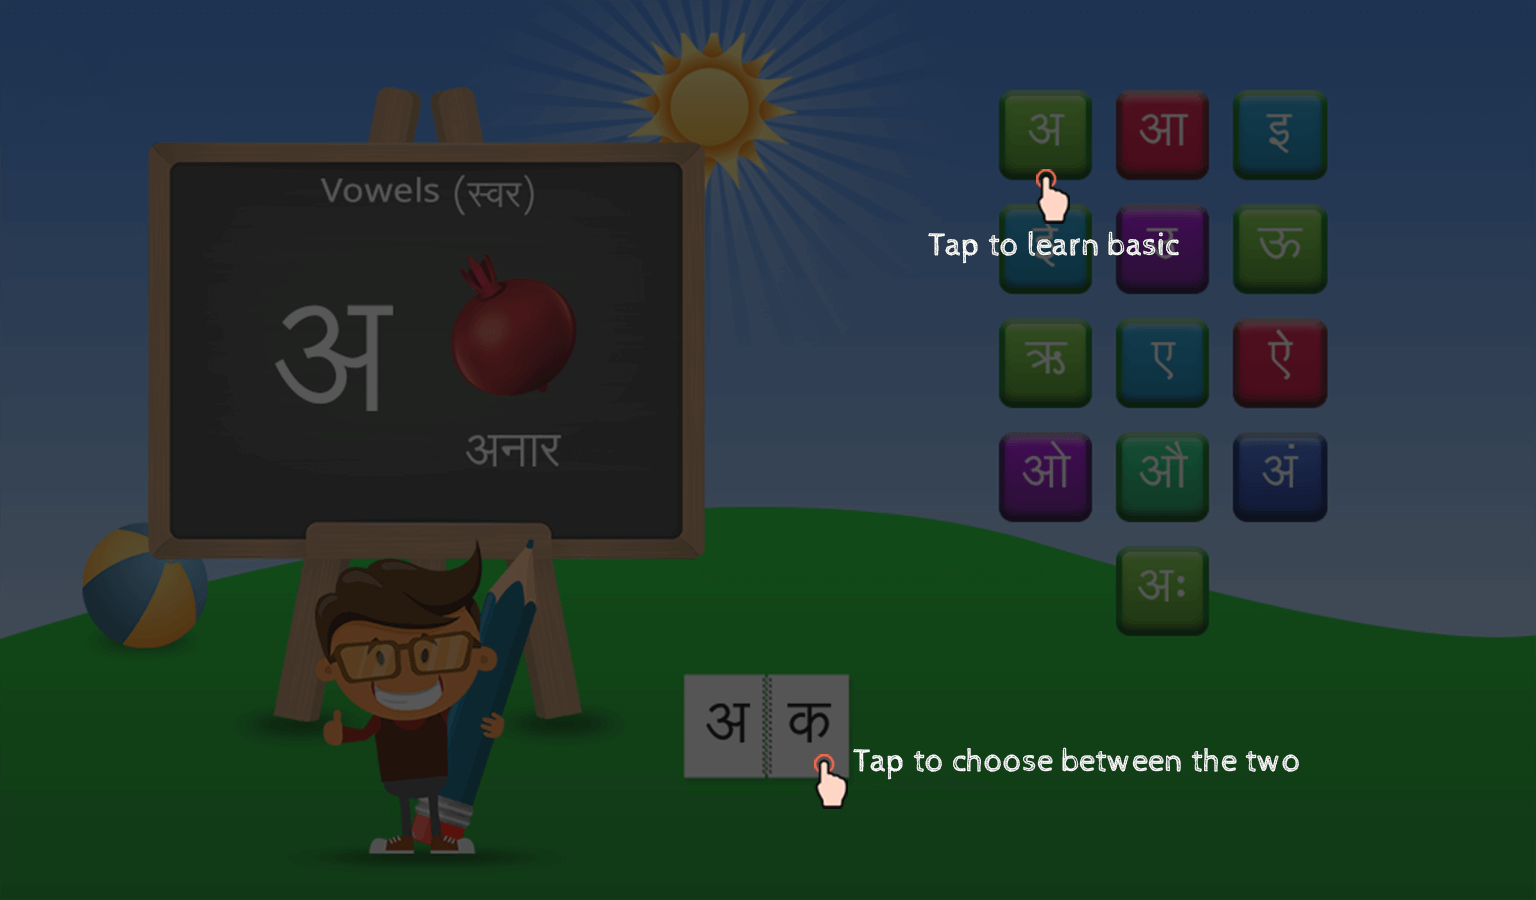 Vowels (स्वर)
अ
अनार
अ आ इ
ई उ ऊ
ऋ ए ऐ
ओ औ अं
अः
Tap to learn basic
अ क
Tap to choose between the two